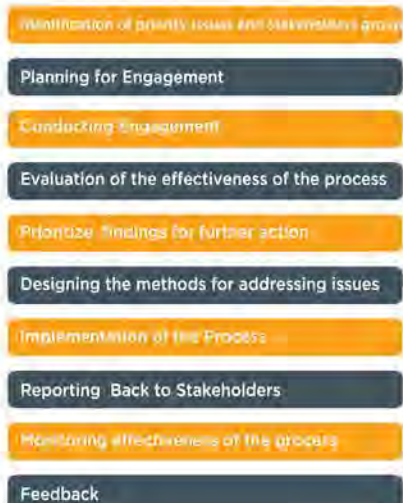 Identification of priority issues and stakeholders group
Planning for Engagement
Conducting Engagement
Evaluation of the effectiveness of the process
Prioritize findings for further action
Designing the methods for addressing issues
Implementation of the Process
Reporting Back to Stakeholders
Monitoring effectiveness of the process
Feedback